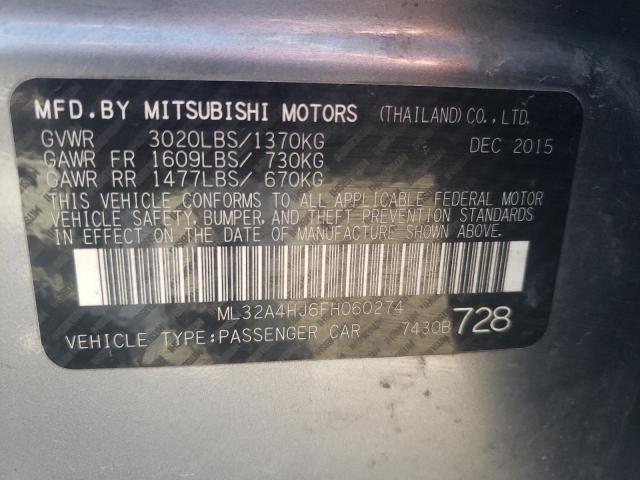 MFD.BY MITSUBISHI MOTORS (THAILAND)CO.,LTD.
GVWR 3020LBS/1370KG DEC 2015
GAWR FR 1609LBS/ 730KG
GAWR RR 1477LBS/ 670KG
THIS VEHICLE CONFORMS TO ALL APPLICABLE FEDERAL MOTOR
VEHICLE SAFETY, BUMPER, AND THEFT PREVENTION STANDARDS
IN EFFECT ON THE DATE OF MANUFACTURE SHOWN ABOVE.
ML32A4HJ6FH060274
VEHICLE TYPE:PASSENGER CAR 7430B 728